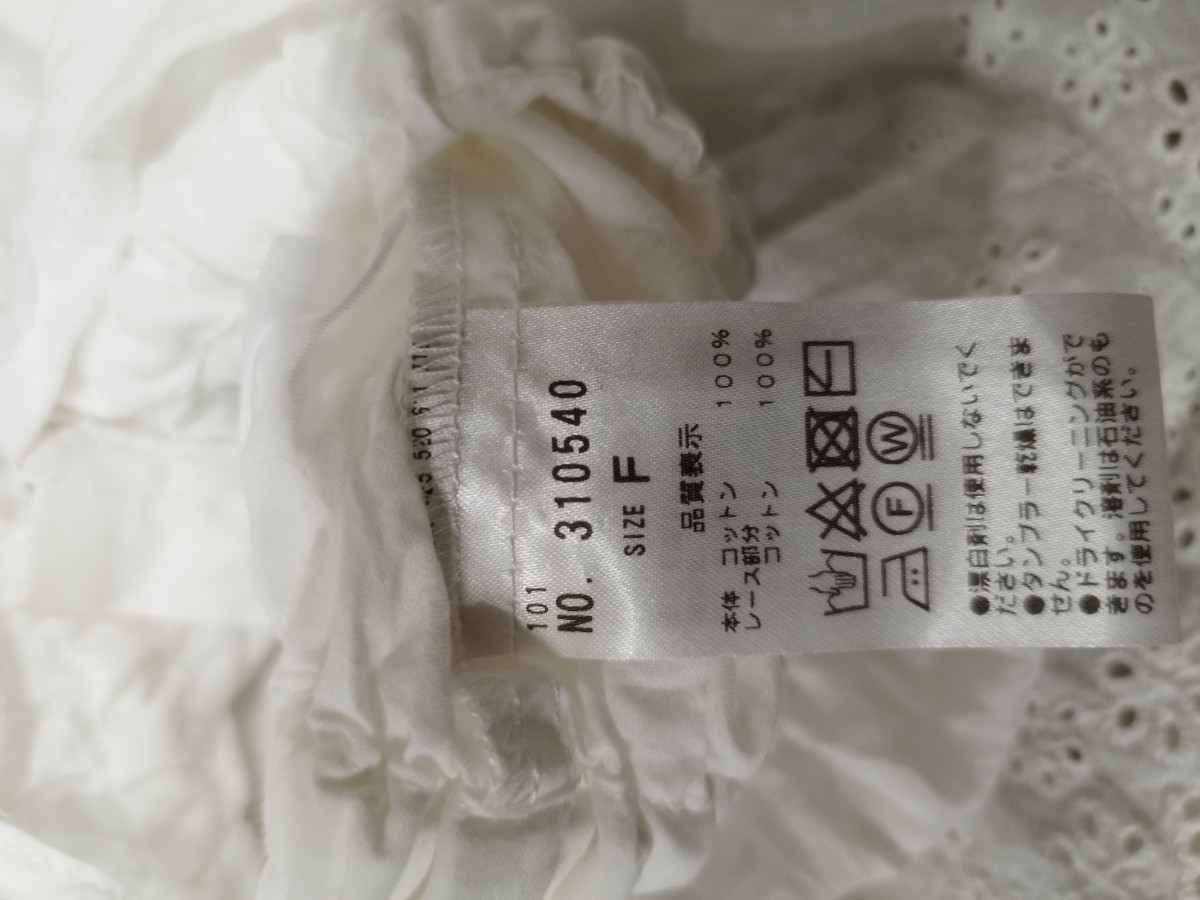 101
NO. 310540
SIZE F
品質表示
本体 コットン 100%
レース部分
コットン 100%
W
F
●漂白剤は使用しないでく
ださい。
●タンブラー乾燥はできま
せん。
●ドライクリーニングがで
きます。溶剤は石油系のも
のを使用してください。